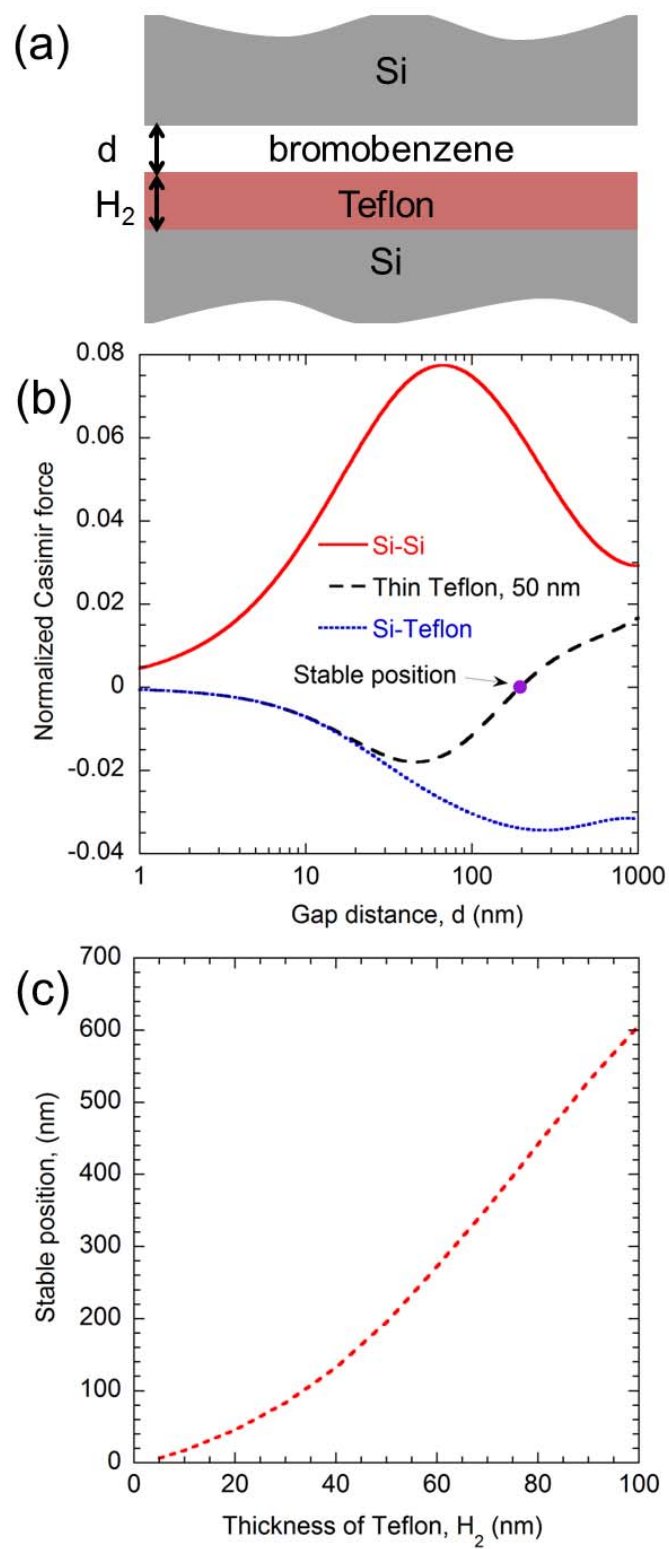 (a)
Si
d
bromobenzene
H₂
Teflon
Si
(b)
0.08
0.06
0.04
0.02
0
-0.02
-0.04
Normalized Casimir force
Si-Si
Thin Teflon, 50 nm
Si-Teflon
Stable position
1
10
100
1000
Gap distance, d (nm)
(c)
700
600
500
400
300
200
100
0
Stable position, (nm)
0
20
40
60
80
100
Thickness of Teflon, H₂ (nm)